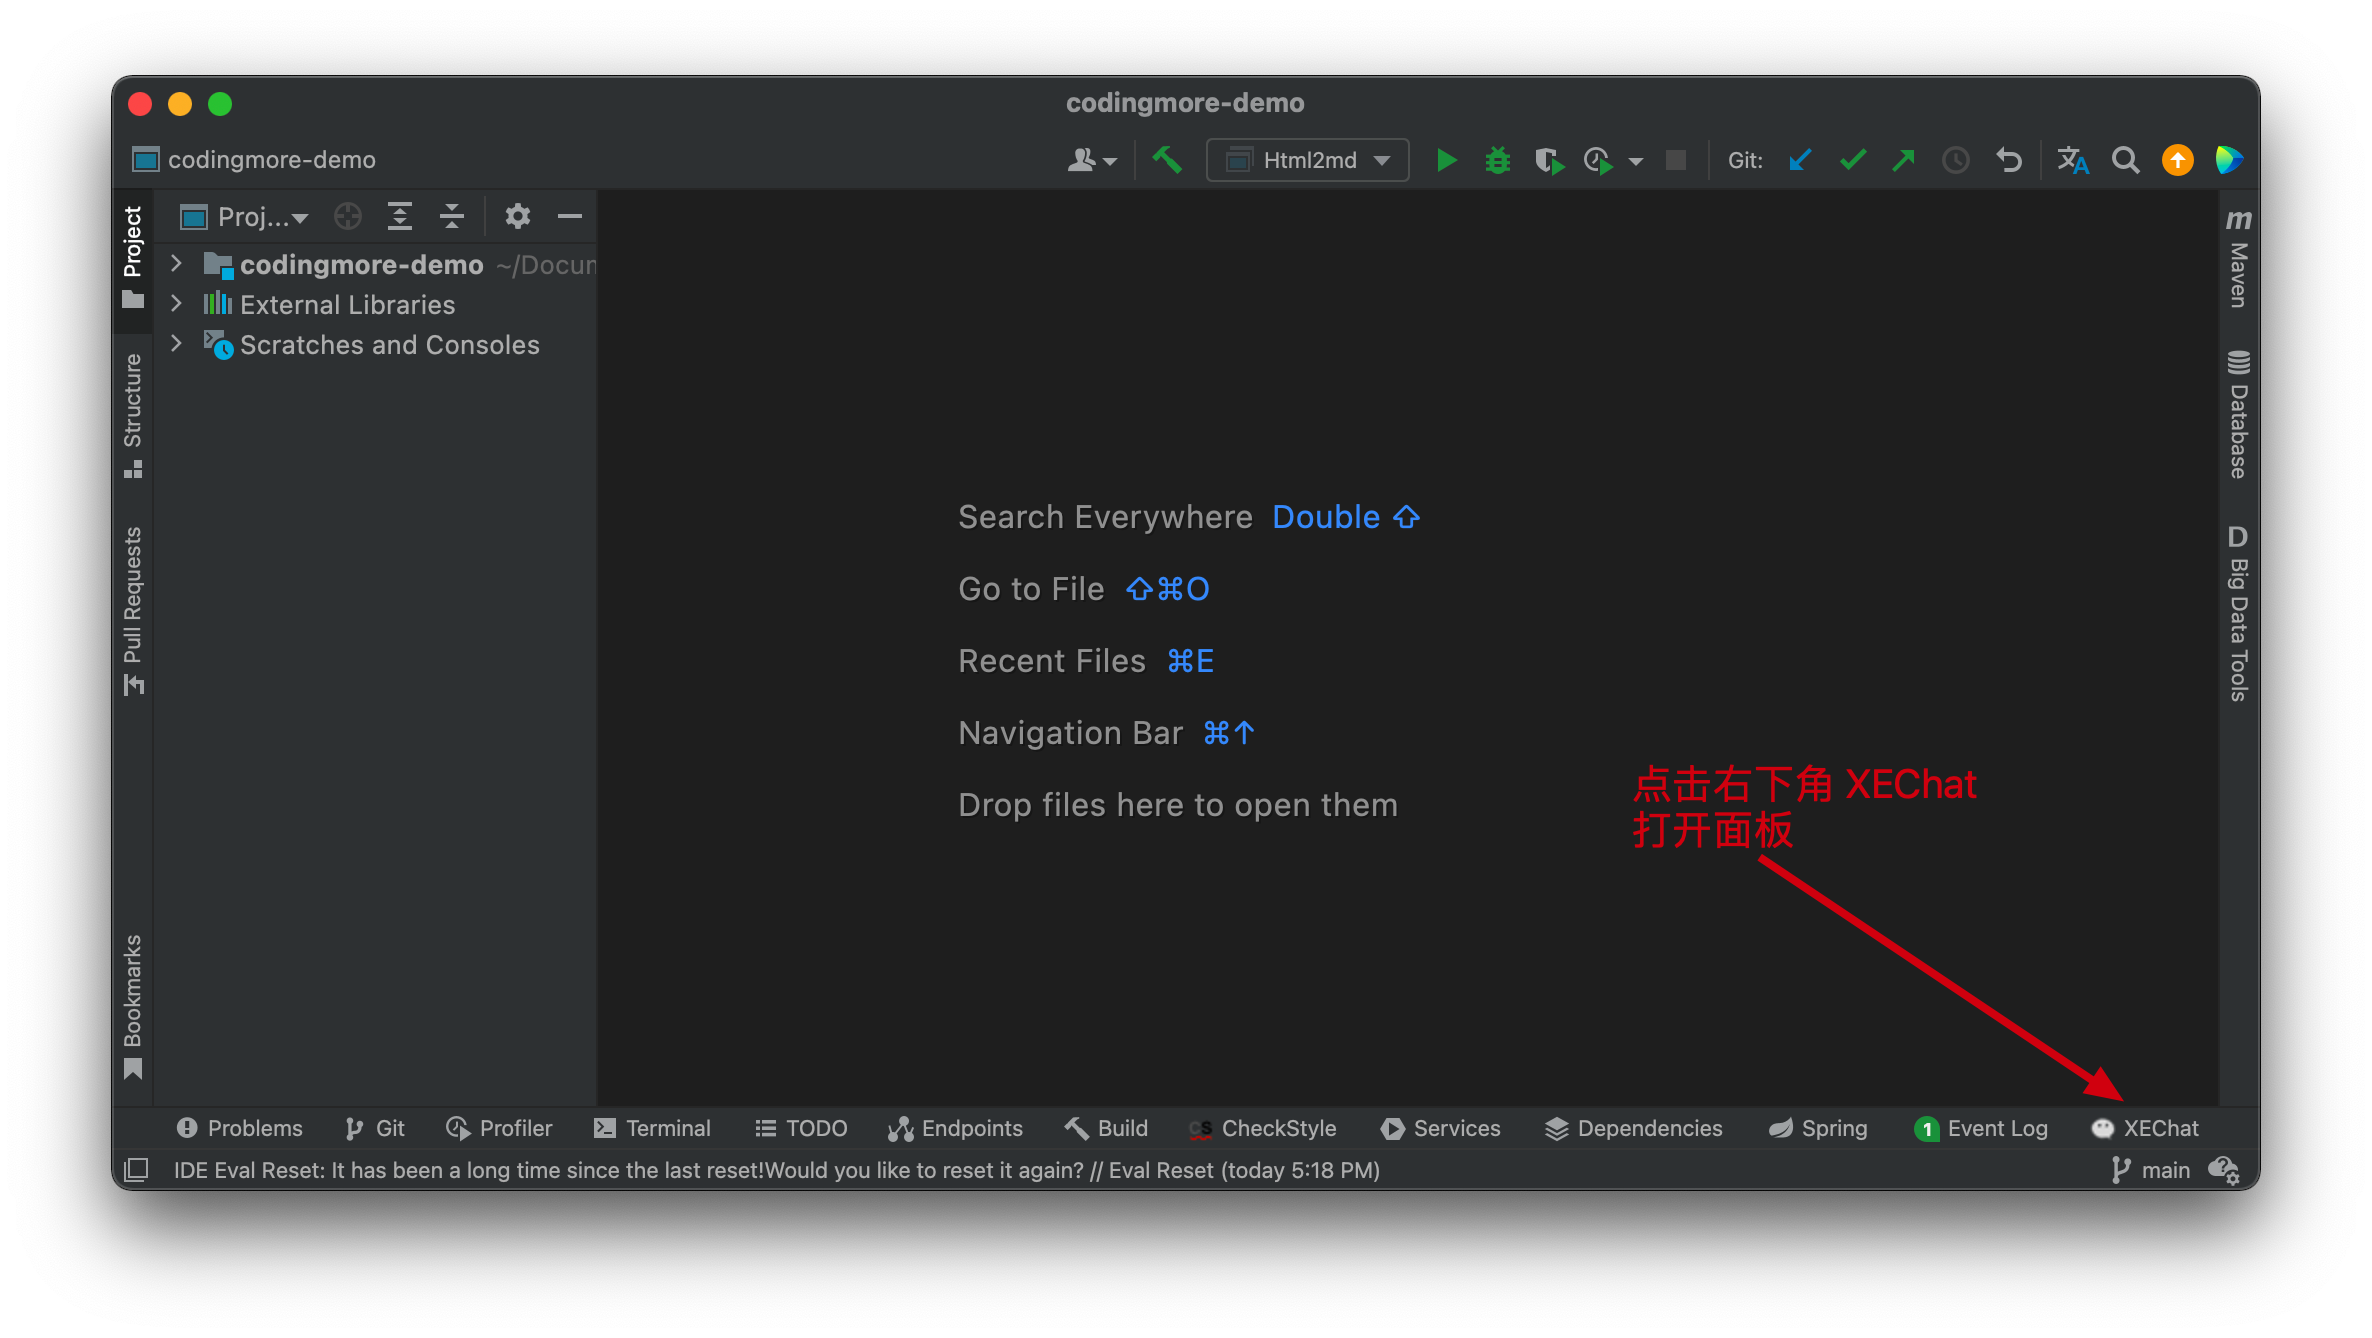 codingmore-demo
codingmore-demo
Html2md
Git:
Project
Proj...
codingmore-demo ~/Docum
External Libraries
Scratches and Consoles
Structure
Pull Requests
Bookmarks
Search Everywhere Double ⇧
Go to File ⇧⌘O
Recent Files ⌘E
Navigation Bar ⌘↑
Drop files here to open them
点击右下角 XEChat
打开面板
m Maven
Database
D Big Data Tools
Problems Git Profiler Terminal TODO Endpoints Build CS CheckStyle Services Dependencies Spring 1 Event Log XEChat
IDE Eval Reset: It has been a long time since the last reset!Would you like to reset it again? // Eval Reset (today 5:18 PM) main